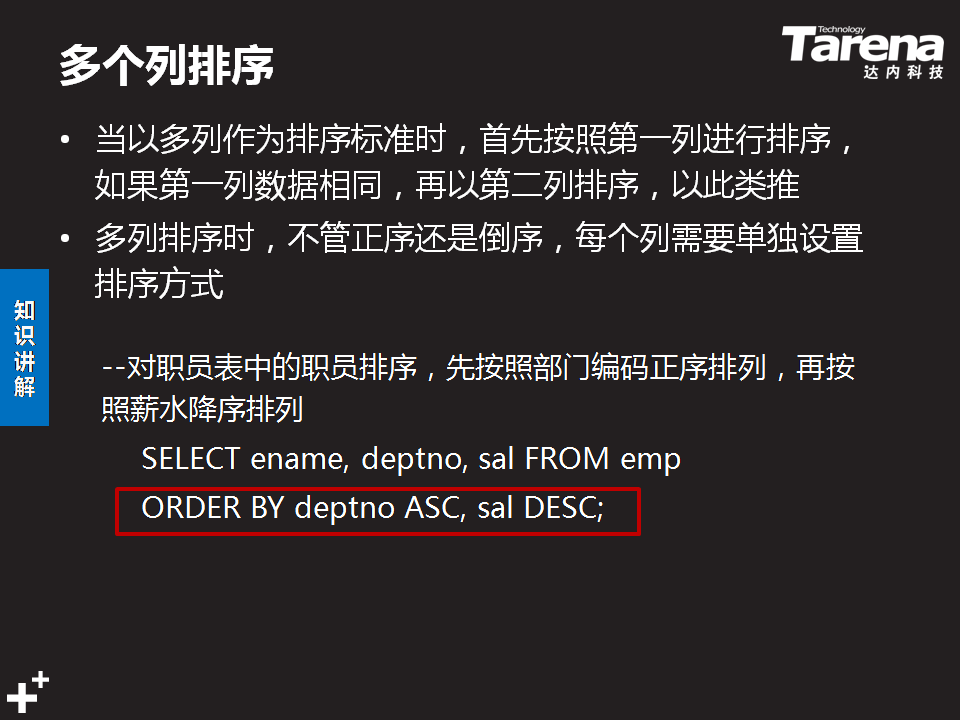 多个列排序
Technology
Tarena
达内科技
• 当以多列作为排序标准时，首先按照第一列进行排序，
如果第一列数据相同，再以第二列排序，以此类推
• 多列排序时，不管正序还是倒序，每个列需要单独设置
排序方式
知识讲解
--对职员表中的职员排序，先按照部门编码正序排列，再按
照薪水降序排列
SELECT ename, deptno, sal FROM emp
ORDER BY deptno ASC, sal DESC;